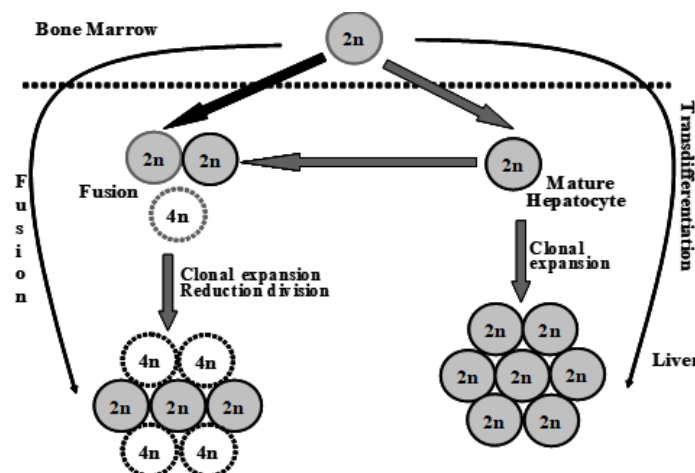 Bone Marrow
2n
2n
2n
Fusion
4n
2n
Mature
Hepatocyte
Fusion
Transdifferentiation
Clonal expansion
Reduction division
Clonal
expansion
4n
4n
2n
2n
2n
4n
4n
2n
2n
2n
2n
2n
2n
2n
Liver